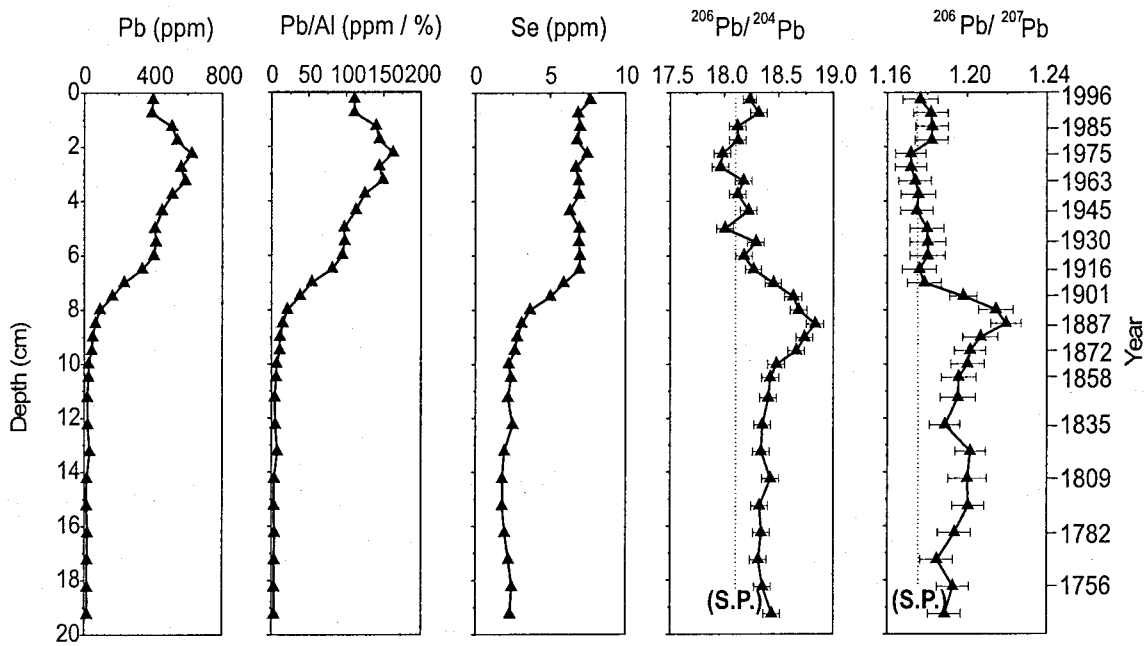 Pb (ppm)
Pb/Al (ppm / %)
Se (ppm)
206Pb/ 204Pb
206Pb/ 207Pb
0 400 800
0 50 100 150 200
0 5 10
17.5 18.0 18.5 19.0
1.16 1.20 1.24
0
2
4
6
8
10
12
14
16
18
20
Depth (cm)
(S.P.)
(S.P.)
1996
1985
1975
1963
1945
1930
1916
1901
1887
1872
1858
1835
1809
1782
1756
Year